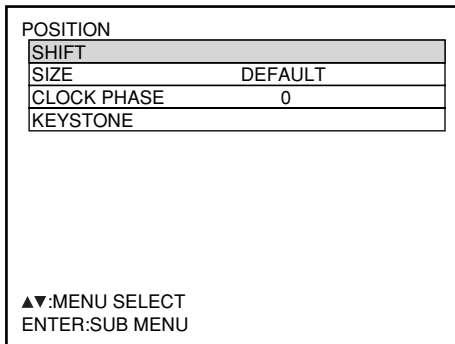 POSITION
SHIFT
SIZE DEFAULT
CLOCK PHASE 0
KEYSTONE
▲▼:MENU SELECT
ENTER:SUB MENU